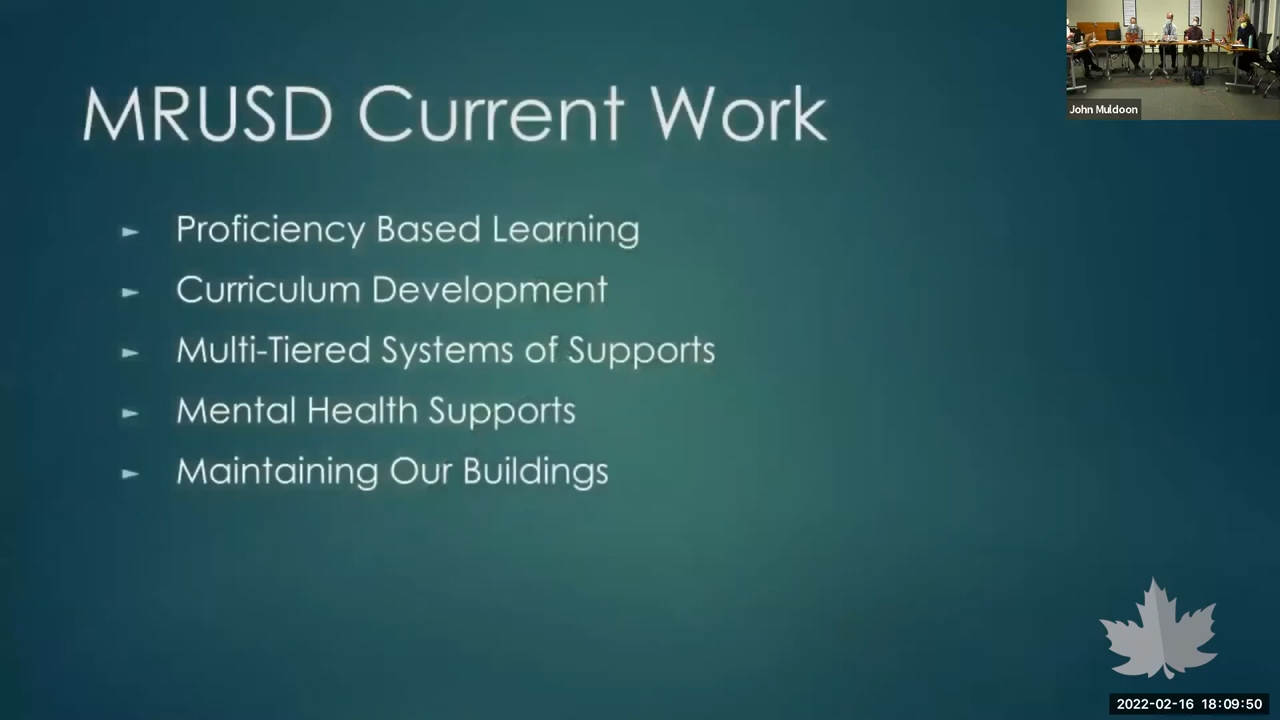 MRUSD Current Work
Proficiency Based Learning
Curriculum Development
Multi-Tiered Systems of Supports
Mental Health Supports
Maintaining Our Buildings
John Muldoon
2022-02-16 18:09:50